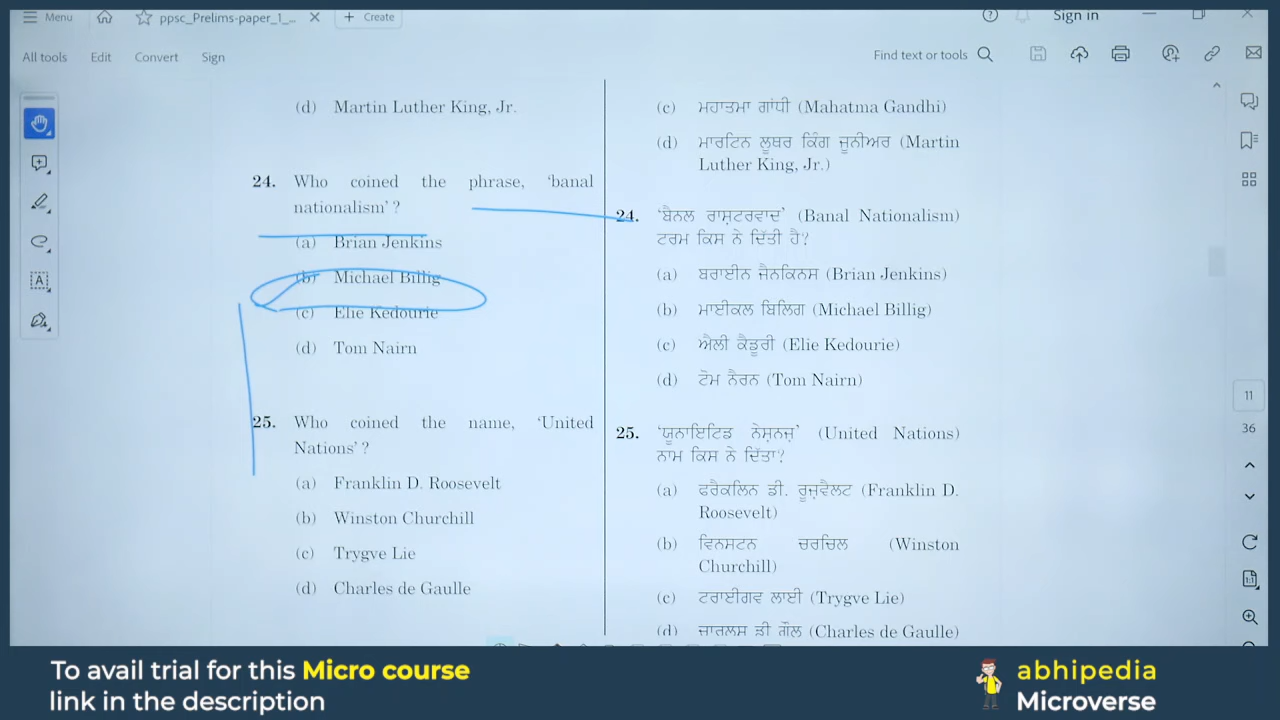 Menu
ppsc_Prelims-paper_1_...
Create
Sign in
All tools
Edit
Convert
Sign
Find text or tools
(d) Martin Luther King, Jr.
24. Who coined the phrase, ‘banal
nationalism’ ?
(a) Brian Jenkins
(b) Michael Billig
(c) Elie Kedourie
(d) Tom Nairn
25. Who coined the name, ‘United
Nations’ ?
(a) Franklin D. Roosevelt
(b) Winston Churchill
(c) Trygve Lie
(d) Charles de Gaulle
(c) ਮਹਾਤਮਾ ਗਾਂਧੀ (Mahatma Gandhi)
(d) ਮਾਰਟਿਨ ਲੂਥਰ ਕਿੰਗ ਜੂਨੀਅਰ (Martin
Luther King, Jr.)
24. ‘ਬੈਨਲ ਰਾਸ਼ਟਰਵਾਦ’ (Banal Nationalism)
ਟਰਮ ਕਿਸ ਨੇ ਦਿੱਤੀ ਹੈ?
(a) ਬਰਾਈਨ ਜੈਨਕਿਨਸ (Brian Jenkins)
(b) ਮਾਈਕਲ ਬਿਲਿਗ (Michael Billig)
(c) ਐਲੀ ਕੈਡੂਰੀ (Elie Kedourie)
(d) ਟੋਮ ਨੈਰਨ (Tom Nairn)
25. ‘ਯੂਨਾਇਟਿਡ ਨੇਸ਼ਨਜ਼’ (United Nations)
ਨਾਮ ਕਿਸ ਨੇ ਦਿੱਤਾ?
(a) ਫਰੈਕਲਿਨ ਡੀ. ਰੂਜ਼ਵੈਲਟ (Franklin D.
Roosevelt)
(b) ਵਿਨਸਟਨ ਚਰਚਿਲ (Winston
Churchill)
(c) ਟਰਾਈਗਵ ਲਾਈ (Trygve Lie)
(d) ਚਾਰਲਸ ਡੀ ਗੌਲ (Charles de Gaulle)
11
36
To avail trial for this Micro course
link in the description
abhipedia
Microverse